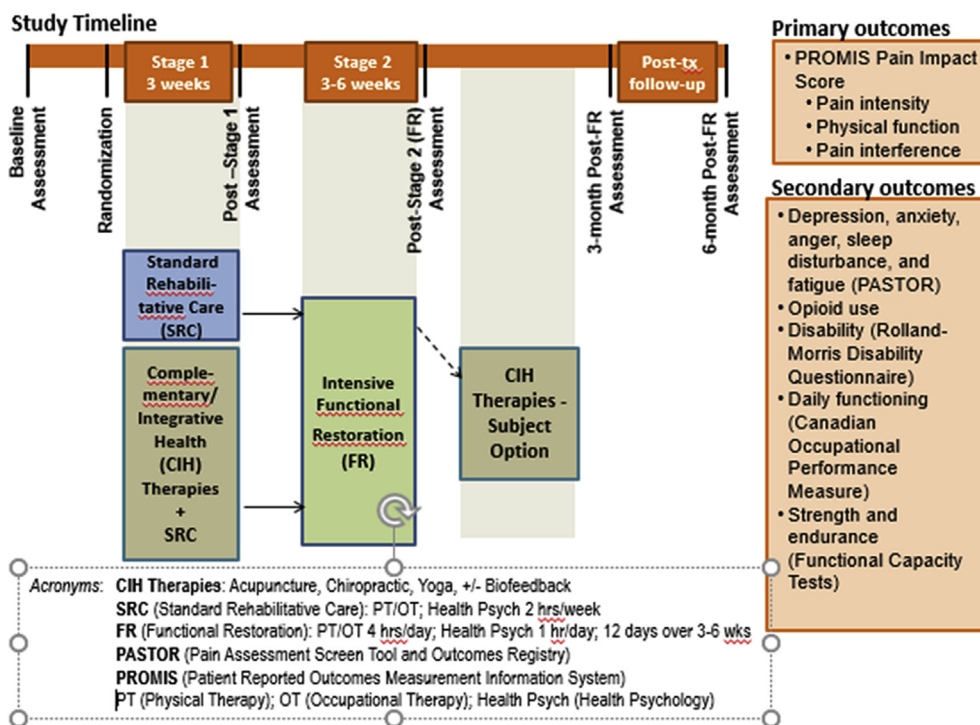 Study Timeline
Stage 1
3 weeks
Stage 2
3-6 weeks
Post-tx
follow-up
Baseline
Assessment
Randomization
Post –Stage 1
Assessment
Post-Stage 2 (FR)
Assessment
3-month Post-FR
Assessment
6-month Post-FR
Assessment
Standard
Rehabili-
tative Care
(SRC)
Comple-
mentary/
Integrative
Health
(CIH)
Therapies
+
SRC
Intensive
Functional
Restoration
(FR)
CIH
Therapies -
Subject
Option
Primary outcomes
• PROMIS Pain Impact
Score
• Pain intensity
• Physical function
• Pain interference
Secondary outcomes
• Depression, anxiety,
anger, sleep
disturbance, and
fatigue (PASTOR)
• Opioid use
• Disability (Rolland-
Morris Disability
Questionnaire)
• Daily functioning
(Canadian
Occupational
Performance
Measure)
• Strength and
endurance
(Functional Capacity
Tests)
Acronyms: CIH Therapies: Acupuncture, Chiropractic, Yoga, +/- Biofeedback
SRC (Standard Rehabilitative Care): PT/OT; Health Psych 2 hrs/week
FR (Functional Restoration): PT/OT 4 hrs/day; Health Psych 1 hr/day; 12 days over 3-6 wks
PASTOR (Pain Assessment Screen Tool and Outcomes Registry)
PROMIS (Patient Reported Outcomes Measurement Information System)
PT (Physical Therapy); OT (Occupational Therapy); Health Psych (Health Psychology)